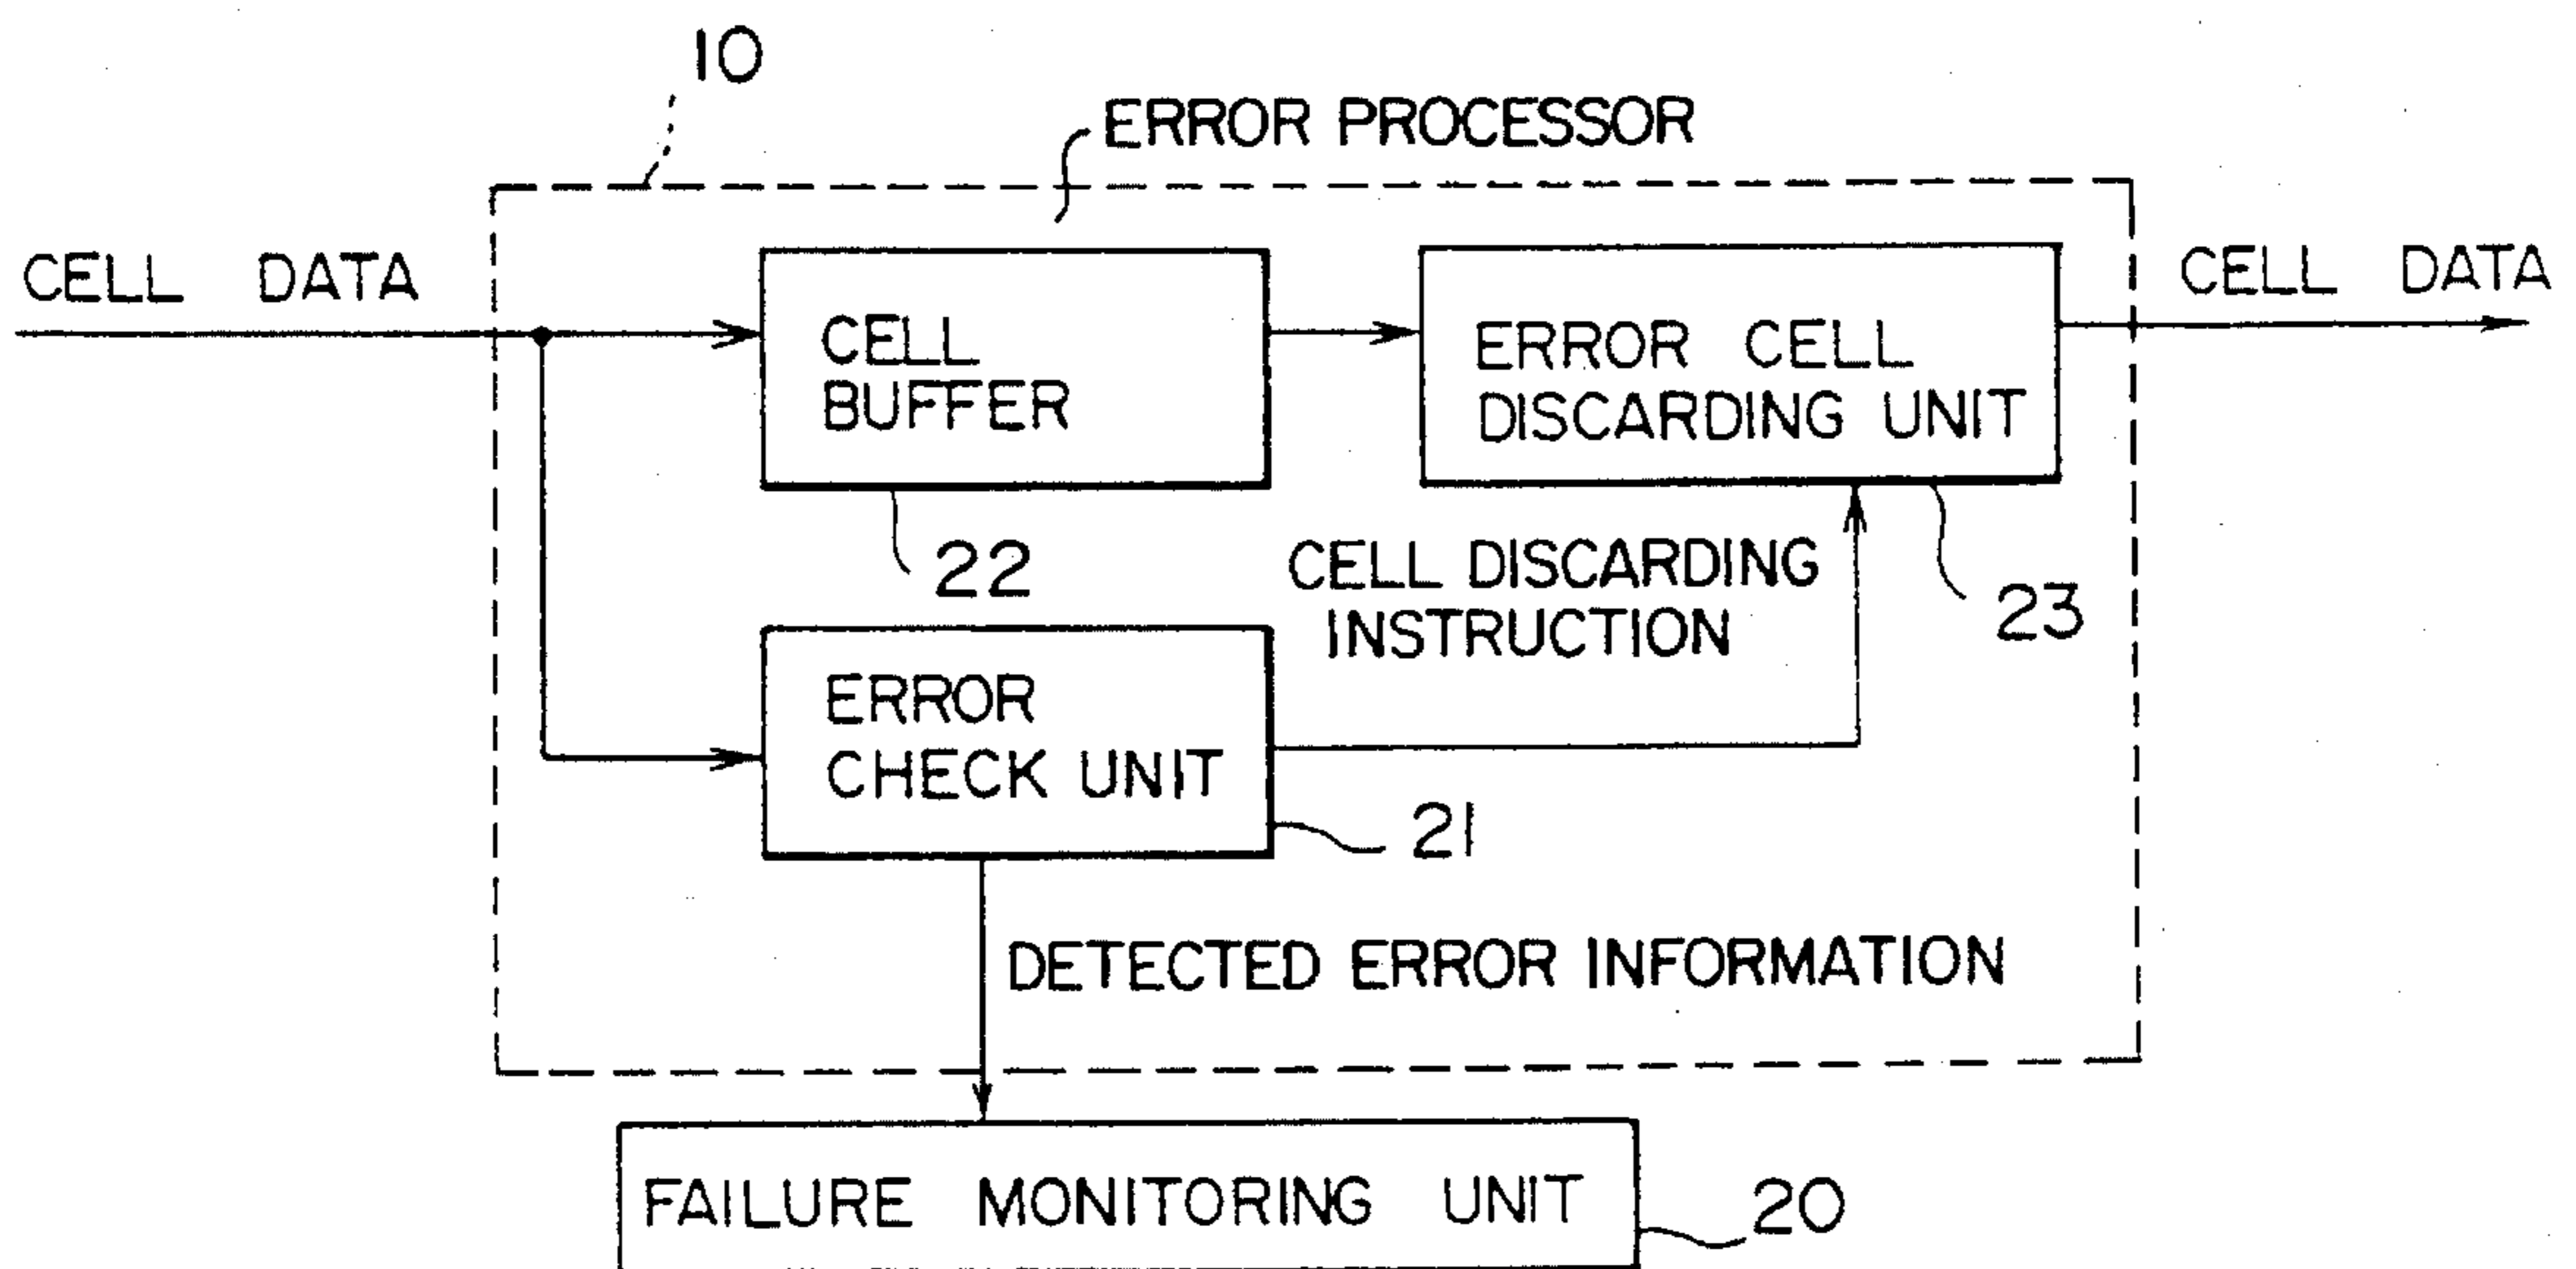 10
ERROR PROCESSOR
CELL DATA
CELL DATA
CELL
BUFFER
ERROR CELL
DISCARDING UNIT
22
CELL DISCARDING
INSTRUCTION
23
ERROR
CHECK UNIT
21
DETECTED ERROR INFORMATION
FAILURE MONITORING UNIT
20